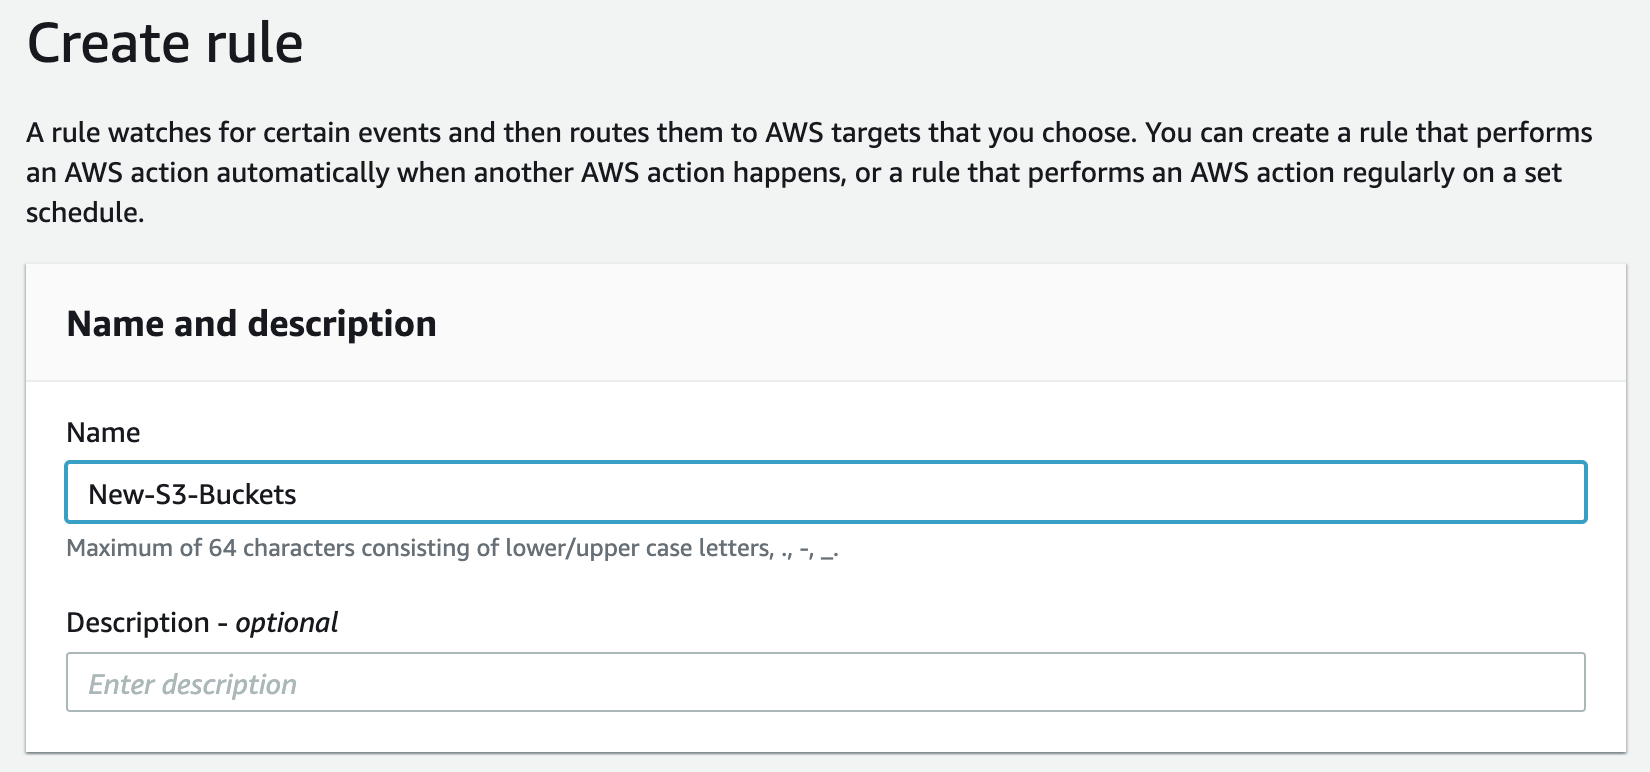 Create rule
A rule watches for certain events and then routes them to AWS targets that you choose. You can create a rule that performs
an AWS action automatically when another AWS action happens, or a rule that performs an AWS action regularly on a set
schedule.
Name and description
Name
New-S3-Buckets
Maximum of 64 characters consisting of lower/upper case letters, ., -, _.
Description - optional
Enter description